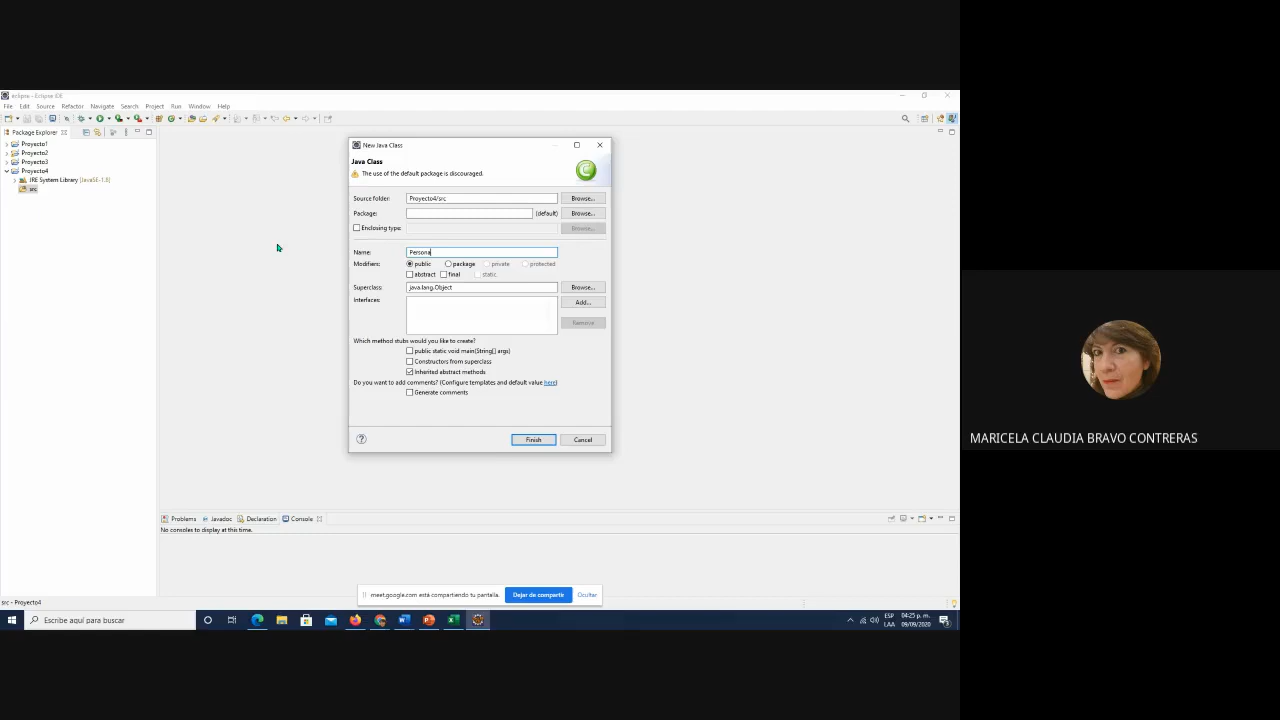 eclipse - Eclipse IDE
File Edit Source Refactor Navigate Search Project Run Window Help
Package Explorer
Proyecto1
Proyecto2
Proyecto3
Proyecto4
JRE System Library [JavaSE-1.8]
src
New Java Class
Java Class
The use of the default package is discouraged.
Source folder: Proyecto4/src Browse...
Package: (default) Browse...
Enclosing type: Browse...
Name: Persona
Modifiers: public package private protected
abstract final static
Superclass: java.lang.Object Browse...
Interfaces: Add...
Remove
Which method stubs would you like to create?
public static void main(String[] args)
Constructors from superclass
Inherited abstract methods
Do you want to add comments? (Configure templates and default value here)
Generate comments
Finish Cancel
MARICELA CLAUDIA BRAVO CONTRERAS
Problems Javadoc Declaration Console
No consoles to display at this time.
meet.google.com está compartiendo tu pantalla. Dejar de compartir Ocultar
src - Proyecto4
Escribe aquí para buscar
ESP 04:25 p. m.
LAA 09/09/2020